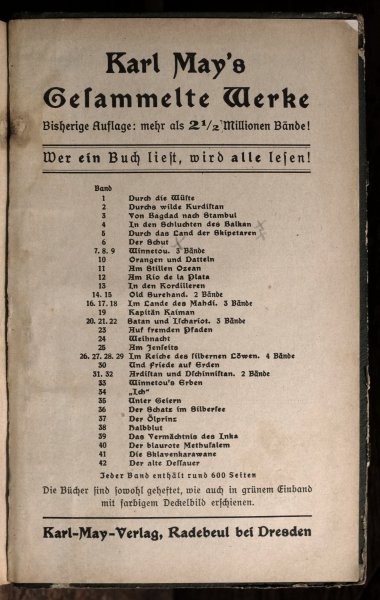 Karl May's
Gesammelte Werke
Bisherige Auflage: mehr als 2½ Millionen Bände!
Wer ein Buch liest, wird alle lesen!
Band
1 Durch die Wüste
2 Durchs wilde Kurdistan
3 Von Bagdad nach Stambul
4 In den Schluchten des Balkan
5 Durch das Land der Skipetaren
6 Der Schut
7. 8. 9 Winnetou. 3 Bände
10 Orangen und Datteln
11 Am Stillen Ozean
12 Am Rio de la Plata
13 In den Kordilleren
14. 15 Old Surehand. 2 Bände
16. 17. 18 Im Lande des Mahdi. 3 Bände
19 Kapitän Kaiman
20. 21. 22 Satan und Ischariot. 3 Bände
23 Auf fremden Pfaden
24 Weihnacht
25 Am Jenseits
26. 27. 28. 29 Im Reiche des silbernen Löwen. 4 Bände
30 Und Friede auf Erden
31. 32 Ardistan und Dschinnistan. 2 Bände
33 Winnetou's Erben
34 „Ich"
35 Unter Geiern
36 Der Schatz im Silbersee
37 Der Ölprinz
38 Halbblut
39 Das Vermächtnis des Inka
40 Der blaurote Methusalem
41 Die Sklavenkarawane
42 Der alte Dessauer
Jeder Band enthält rund 600 Seiten
Die Bücher sind sowohl geheftet, wie auch in grünem Einband
mit farbigem Deckelbild erschienen.
Karl-May-Verlag, Radebeul bei Dresden